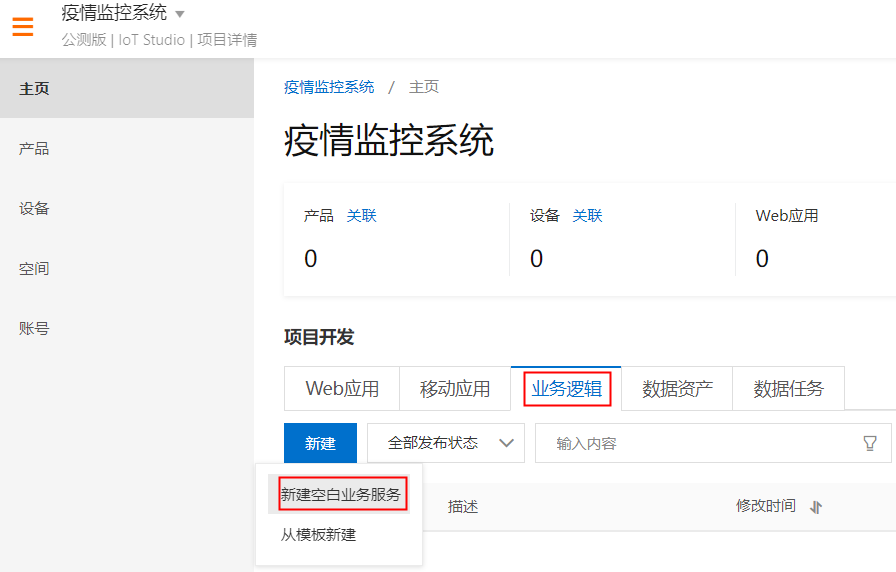 疫情监控系统
公测版 | IoT Studio | 项目详情
主页
产品
设备
空间
账号
疫情监控系统 / 主页
疫情监控系统
产品 关联 设备 关联 Web应用
0 0 0
项目开发
Web应用 移动应用 业务逻辑 数据资产 数据任务
新建 全部发布状态 输入内容
新建空白业务服务
从模板新建
描述 修改时间